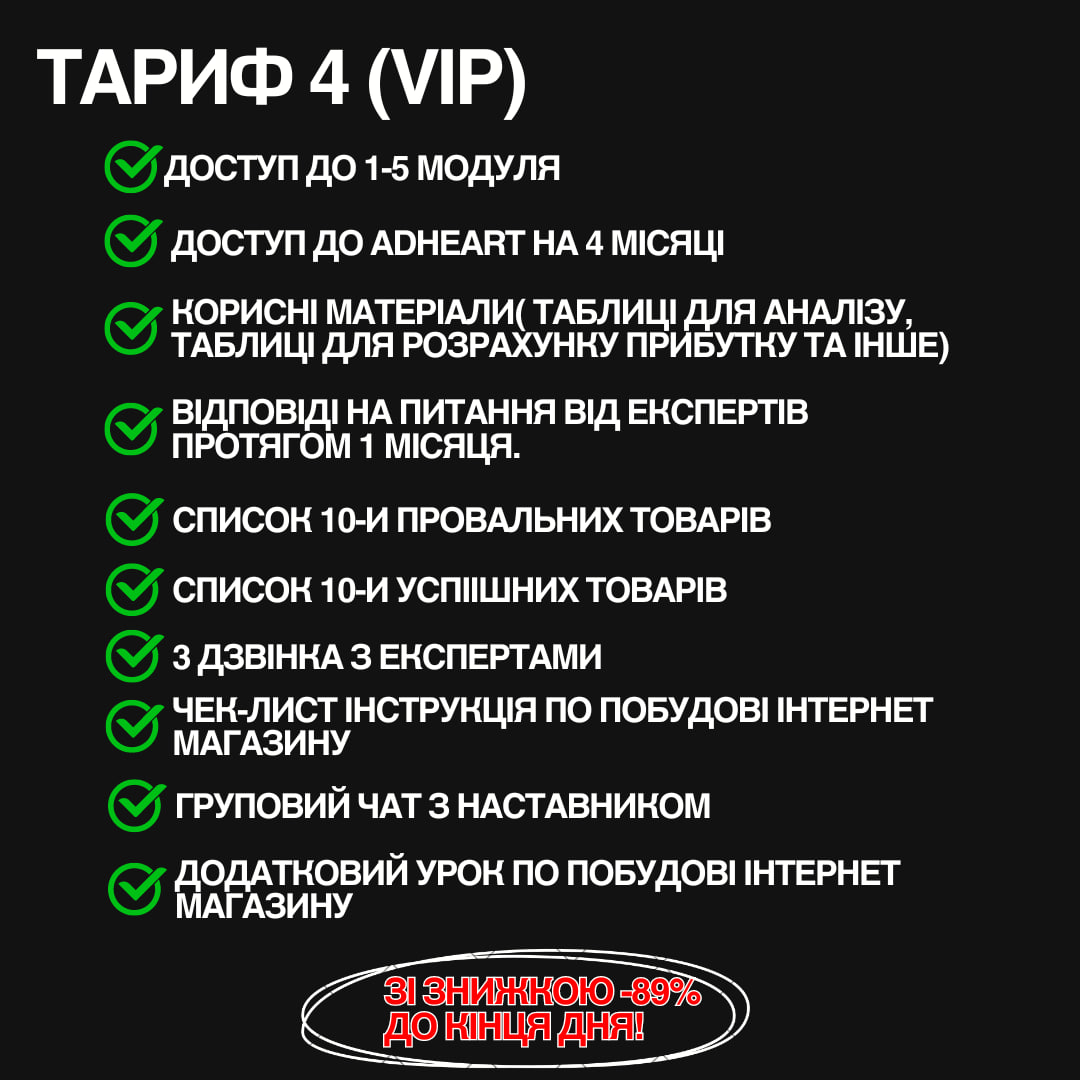 ТАРИФ 4 (VIP)
ДОСТУП ДО 1-5 МОДУЛЯ
ДОСТУП ДО ADHEART НА 4 МІСЯЦІ
КОРИСНІ МАТЕРІАЛИ( ТАБЛИЦІ ДЛЯ АНАЛІЗУ,
ТАБЛИЦІ ДЛЯ РОЗРАХУНКУ ПРИБУТКУ ТА ІНШЕ)
ВІДПОВІДІ НА ПИТАННЯ ВІД ЕКСПЕРТІВ
ПРОТЯГОМ 1 МІСЯЦЯ.
СПИСОК 10-И ПРОВАЛЬНИХ ТОВАРІВ
СПИСОК 10-И УСПІІШНИХ ТОВАРІВ
3 ДЗВІНКА З ЕКСПЕРТАМИ
ЧЕК-ЛИСТ ІНСТРУКЦІЯ ПО ПОБУДОВІ ІНТЕРНЕТ
МАГАЗИНУ
ГРУПОВИЙ ЧАТ З НАСТАВНИКОМ
ДОДАТКОВИЙ УРОК ПО ПОБУДОВІ ІНТЕРНЕТ
МАГАЗИНУ
ЗІ ЗНИЖКОЮ -89%
ДО КІНЦЯ ДНЯ!